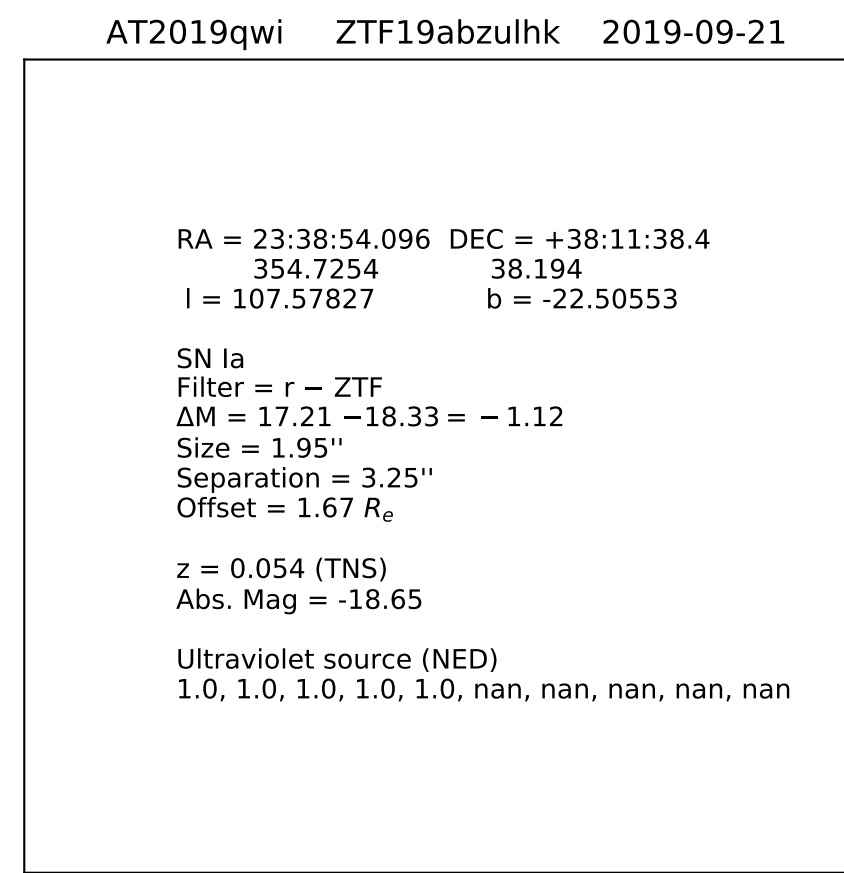 AT2019qwi ZTF19abzulhk 2019-09-21
RA = 23:38:54.096 DEC = +38:11:38.4
354.7254 38.194
l = 107.57827 b = -22.50553
SN Ia
Filter = r − ZTF
ΔM = 17.21 −18.33 = − 1.12
Size = 1.95''
Separation = 3.25''
Offset = 1.67 Rₑ
z = 0.054 (TNS)
Abs. Mag = -18.65
Ultraviolet source (NED)
1.0, 1.0, 1.0, 1.0, 1.0, nan, nan, nan, nan, nan